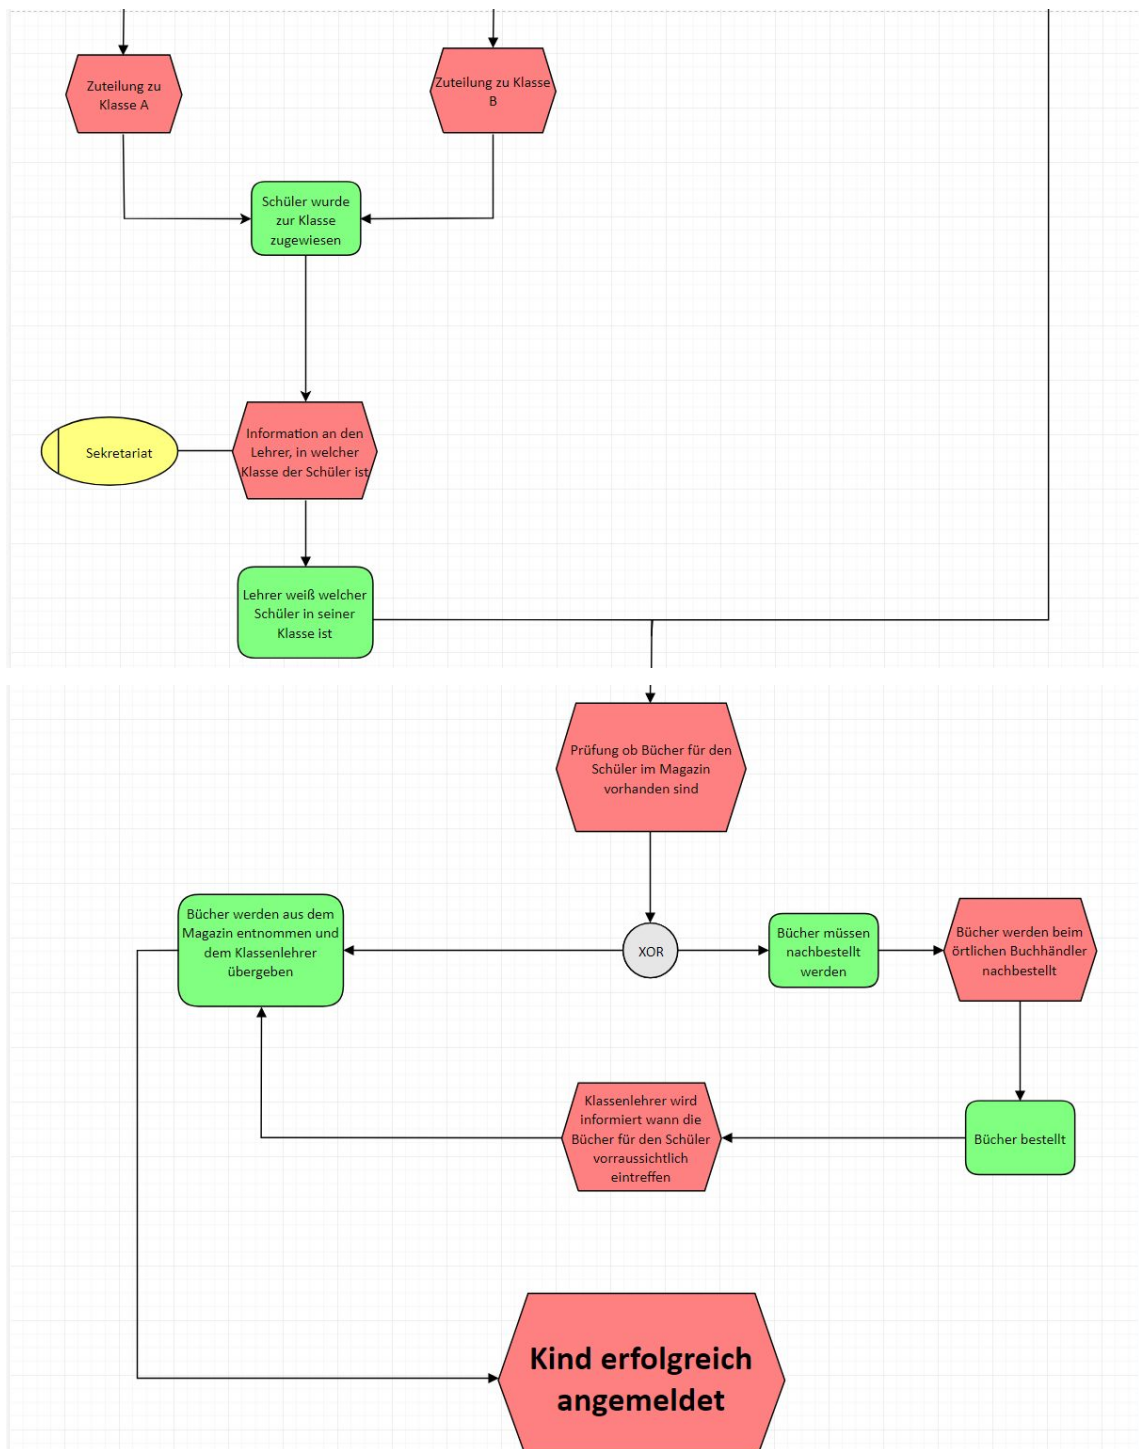 Zuteilung zu
Klasse A
Zuteilung zu Klasse
B
Schüler wurde
zur Klasse
zugewiesen
Sekretariat
Information an den
Lehrer, in welcher
Klasse der Schüler ist
Lehrer weiß welcher
Schüler in seiner
Klasse ist
Prüfung ob Bücher für den
Schüler im Magazin
vorhanden sind
Bücher werden aus dem
Magazin entnommen und
dem Klassenlehrer
übergeben
XOR
Bücher müssen
nachbestellt
werden
Bücher werden beim
örtlichen Buchhändler
nachbestellt
Klassenlehrer wird
informiert wann die
Bücher für den Schüler
vorraussichtlich
eintreffen
Bücher bestellt
Kind erfolgreich
angemeldet